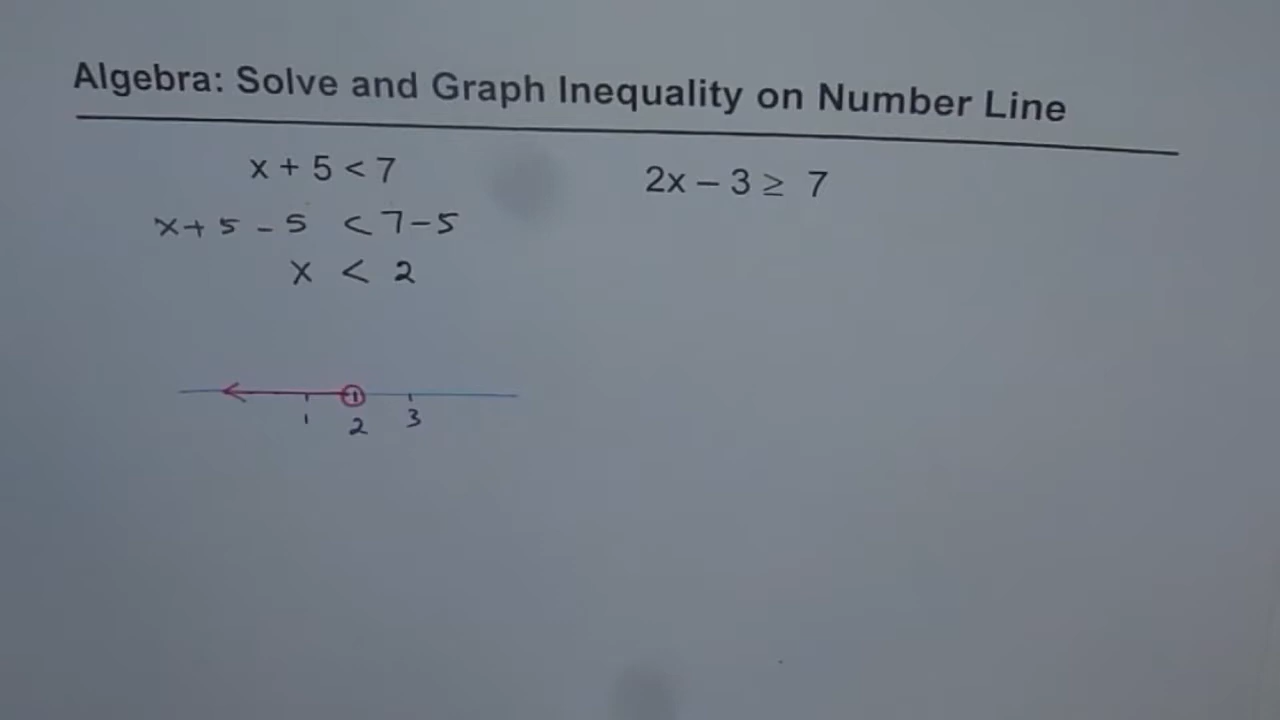 Algebra: Solve and Graph Inequality on Number Line
x + 5 < 7
x + 5 - 5 < 7 - 5
x < 2
1 2 3
2x – 3 ≥ 7